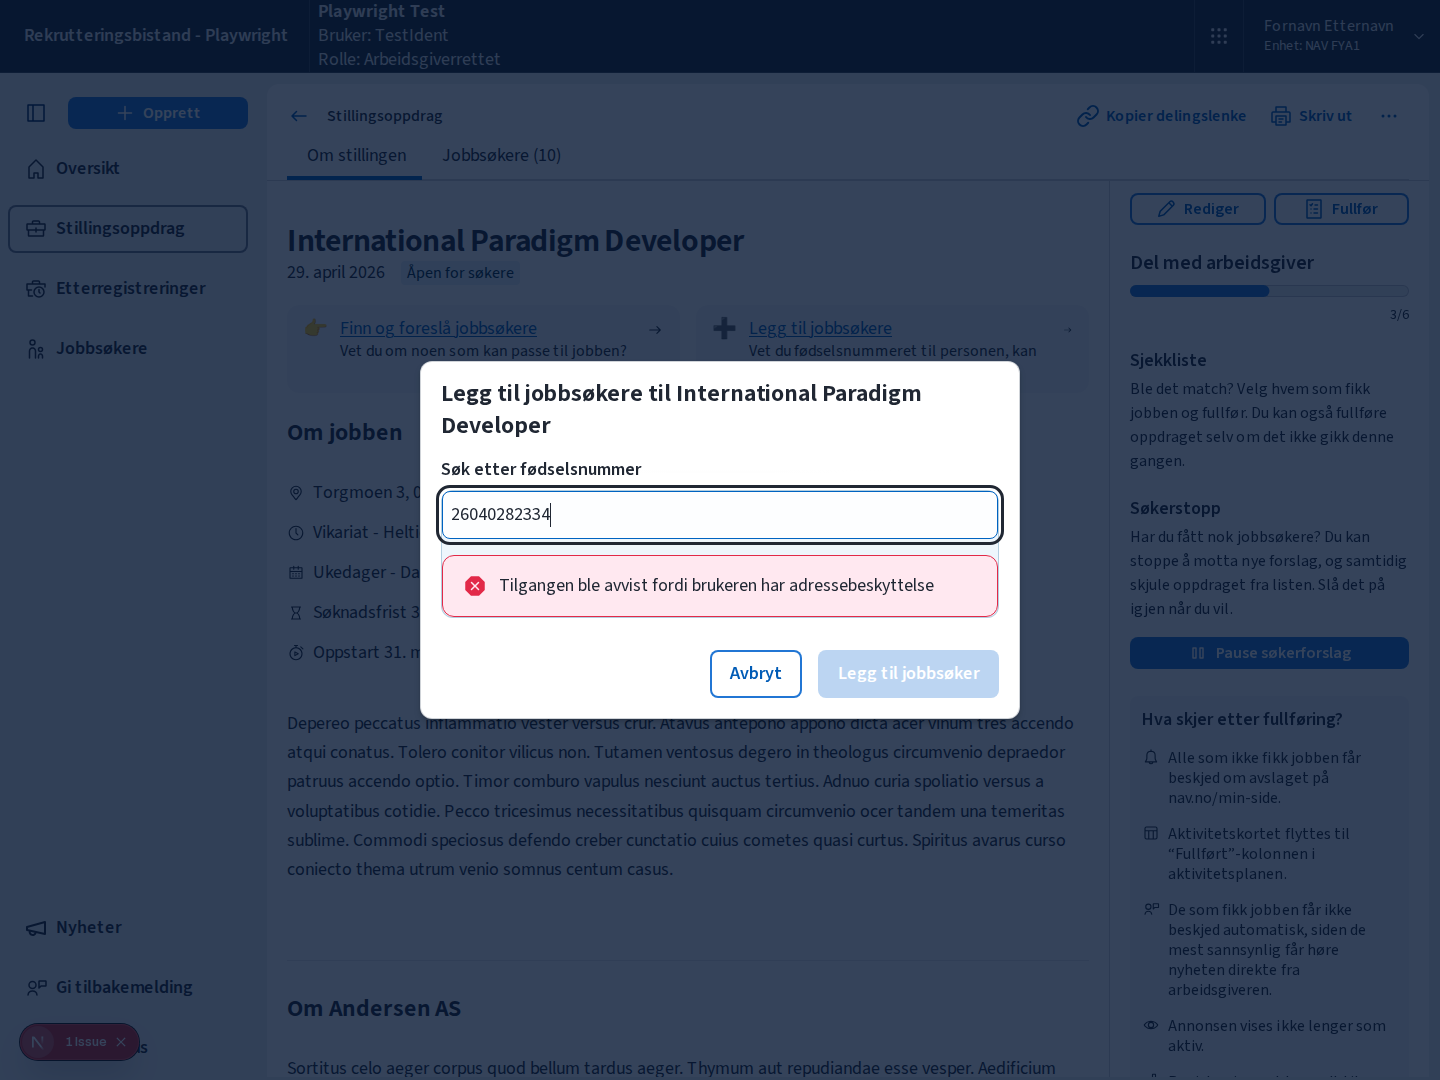 Rekrutteringsbistand - Playwright
Playwright Test
Bruker: TestIdent
Rolle: Arbeidsgiverrettet
Fornavn Etternavn
Enhet: NAV FYA1
Opprett
Oversikt
Stillingsoppdrag
Etterregistreringer
Jobbsøkere
Nyheter
Gi tilbakemelding
1 Issue
Stillingsoppdrag
Kopier delingslenke
Skriv ut
Om stillingen
Jobbsøkere (10)
International Paradigm Developer
29. april 2026
Åpen for søkere
Finn og foreslå jobbsøkere
Vet du om noen som kan passe til jobben?
Legg til jobbsøkere
Vet du fødselsnummeret til personen, kan
Om jobben
Torgmoen 3, 0
Vikariat - Helti
Ukedager - Da
Søknadsfrist 3
Oppstart 31. m
Legg til jobbsøkere til International Paradigm
Developer
Søk etter fødselsnummer
26040282334
Tilgangen ble avvist fordi brukeren har adressebeskyttelse
Avbryt
Legg til jobbsøker
Depereo peccatus inflammatio vester versus crur. Atavus antepono appono dicta acer vinum tres accendo
atqui conatus. Tolero conitor vilicus non. Tutamen ventosus degero in theologus circumvenio depraedor
patruus accendo optio. Timor comburo vapulus nesciunt auctus tertius. Adnuo curia spoliatio versus a
voluptatibus cotidie. Pecco tricesimus necessitatibus quisquam circumvenio ocer tandem una temeritas
sublime. Commodi speciosus defendo creber cunctatio cuius cometes quasi curtus. Spiritus avarus curso
coniecto thema utrum venio somnus centum casus.
Om Andersen AS
Sortitus celo aeger corpus quod bellum tardus aeger. Thymum aut repudiandae esse vesper. Aedificium
Rediger
Fullfør
Del med arbeidsgiver
3/6
Sjekkliste
Ble det match? Velg hvem som fikk
jobben og fullfør. Du kan også fullføre
oppdraget selv om det ikke gikk denne
gangen.
Søkerstopp
Har du fått nok jobbsøkere? Du kan
stoppe å motta nye forslag, og samtidig
skjule oppdraget fra listen. Slå det på
igjen når du vil.
Pause søkerforslag
Hva skjer etter fullføring?
Alle som ikke fikk jobben får
beskjed om avslaget på
nav.no/min-side.
Aktivitetskortet flyttes til
“Fullført”-kolonnen i
aktivitetsplanen.
De som fikk jobben får ikke
beskjed automatisk, siden de
mest sannsynlig får høre
nyheten direkte fra
arbeidsgiveren.
Annonsen vises ikke lenger som
aktiv.